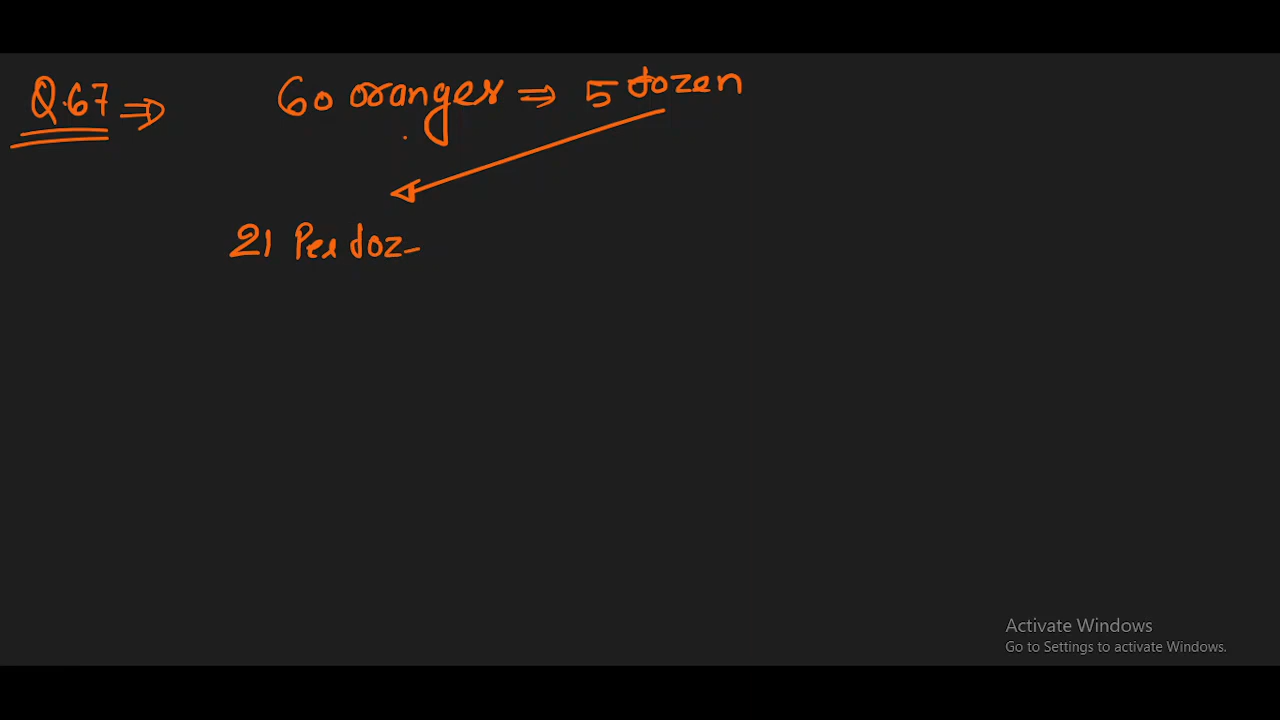 Q.67 ⇒ 60 oranges ⇒ 5 dozen
21 Per doz
Activate Windows
Go to Settings to activate Windows.